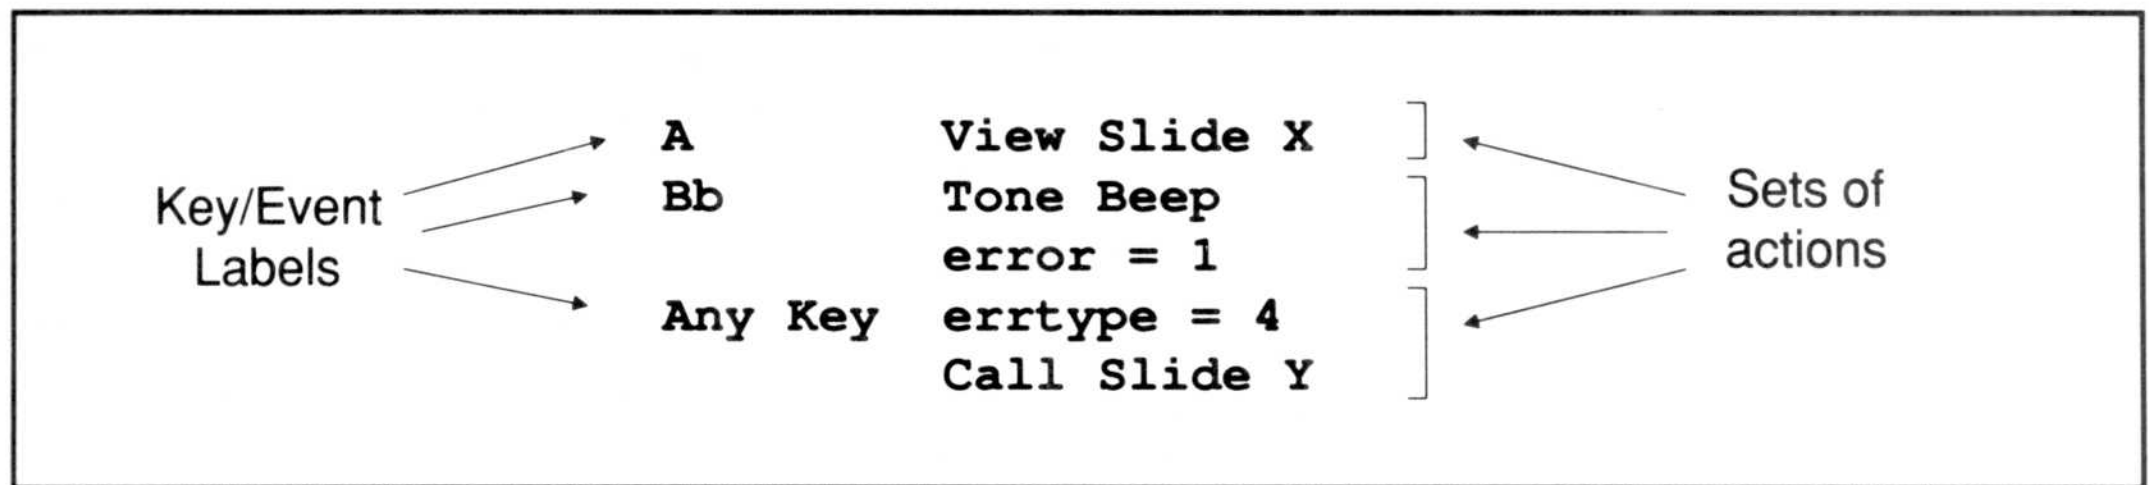 Key/Event
Labels
A View Slide X
Bb Tone Beep
error = 1
Any Key errtype = 4
Call Slide Y
Sets of
actions